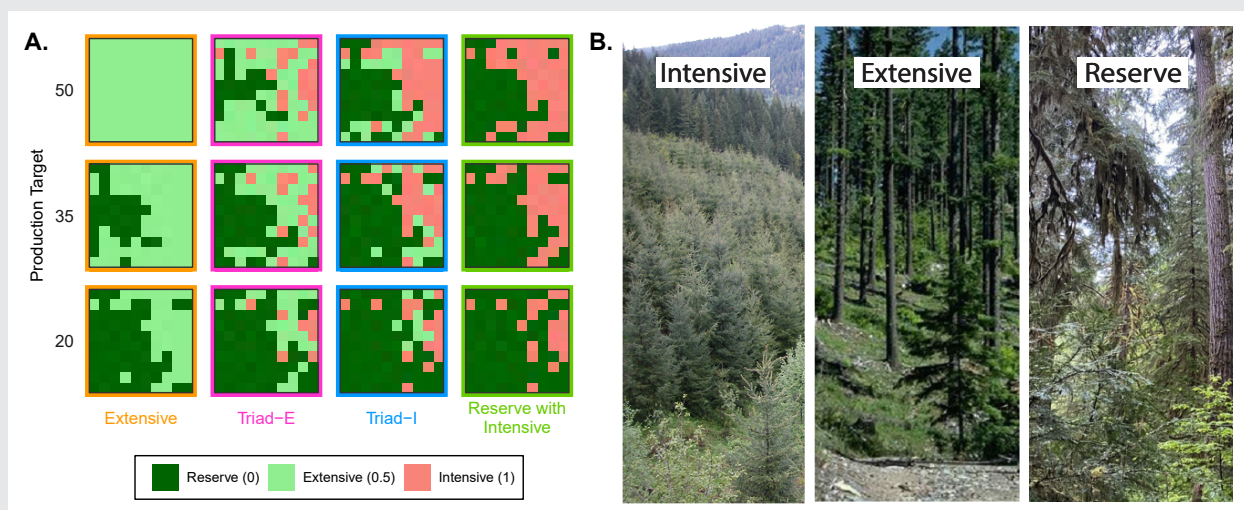 A.
50
35
20
Production Target
Extensive
Triad−E
Triad−I
Reserve with
Intensive
Reserve (0)
Extensive (0.5)
Intensive (1)
B.
Intensive
Extensive
Reserve